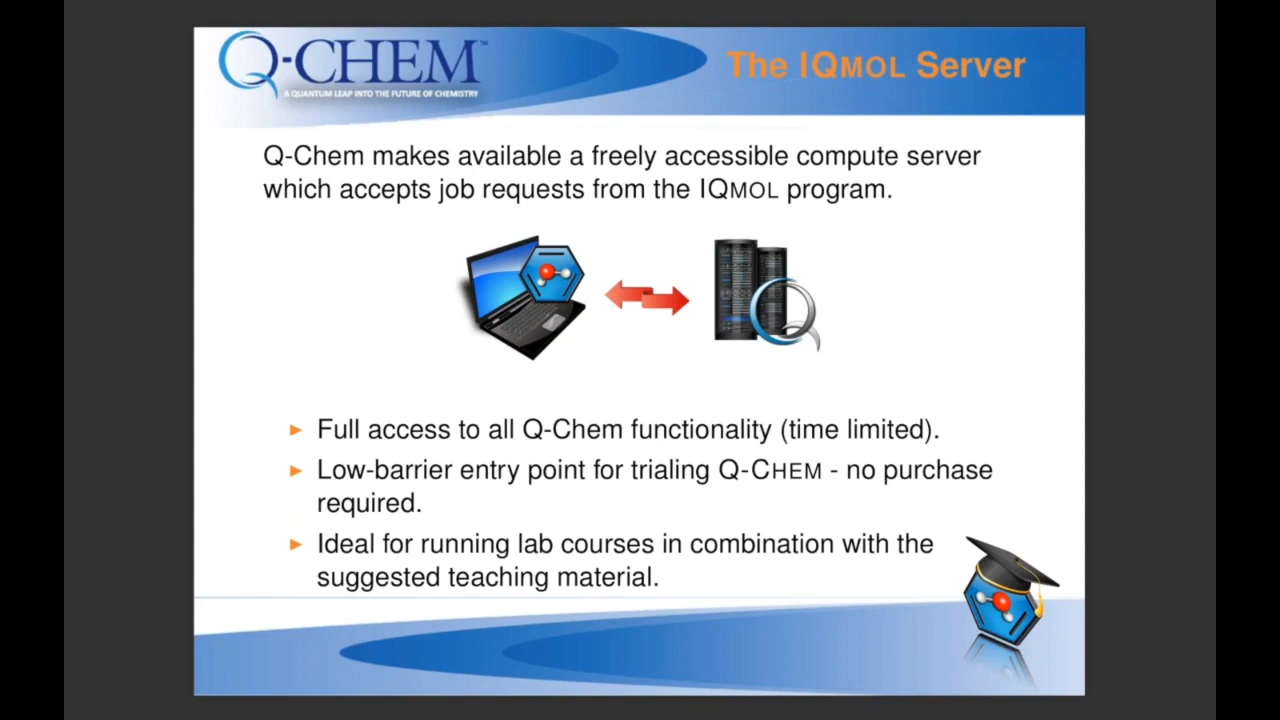 Q-CHEM™
A QUANTUM LEAP INTO THE FUTURE OF CHEMISTRY
The IQMOL Server
Q-Chem makes available a freely accessible compute server
which accepts job requests from the IQMOL program.
Full access to all Q-Chem functionality (time limited).
Low-barrier entry point for trialing Q-CHEM - no purchase
required.
Ideal for running lab courses in combination with the
suggested teaching material.